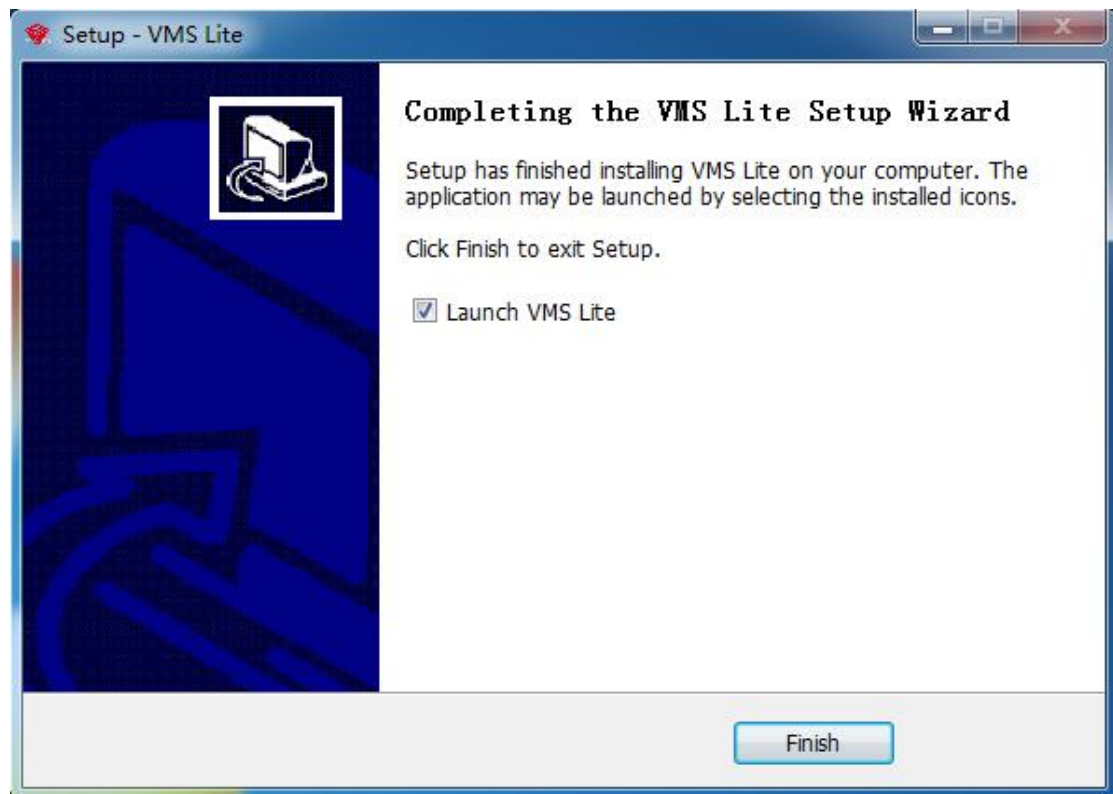 Setup - VMS Lite
Completing the VMS Lite Setup Wizard
Setup has finished installing VMS Lite on your computer. The
application may be launched by selecting the installed icons.
Click Finish to exit Setup.
Launch VMS Lite
Finish